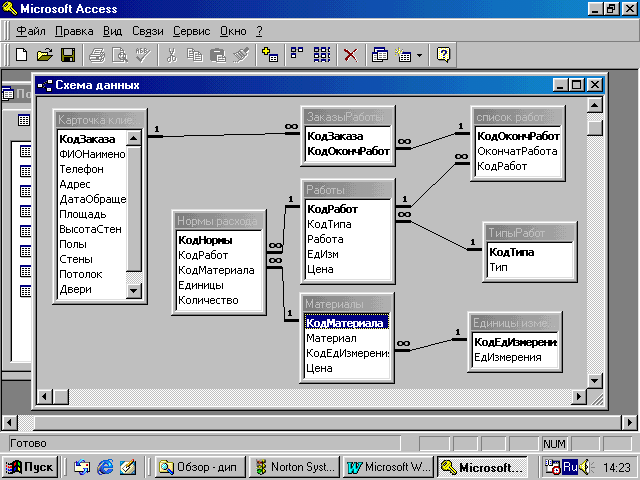 Microsoft Access
Файл Правка Вид Связи Сервис Окно ?
Схема данных
Карточка клие
КодЗаказа
ФИОНаимено
Телефон
Адрес
ДатаОбраще
Площадь
ВысотаСтен
Полы
Стены
Потолок
Двери
1
∞
ЗаказыРаботы
КодЗаказа
КодОкончРабот
∞
1
список работ
КодОкончРабот
ОкончатРабота
КодРабот
∞
Нормы расхода
КодНормы
КодРабот
КодМатериала
Единицы
Количество
∞
∞
1
1
Работы
КодРабот
КодТипа
Работа
ЕдИзм
Цена
1
∞
1
ТипыРабот
КодТипа
Тип
Материалы
КодМатериала
Материал
КодЕдИзмерени
Цена
∞
1
Единицы изме
КодЕдИзмерени
ЕдИзмерения
Готово
NUM
Пуск
Обзор - дип
Norton Syst...
Microsoft W...
Microsoft...
Ru
14:23